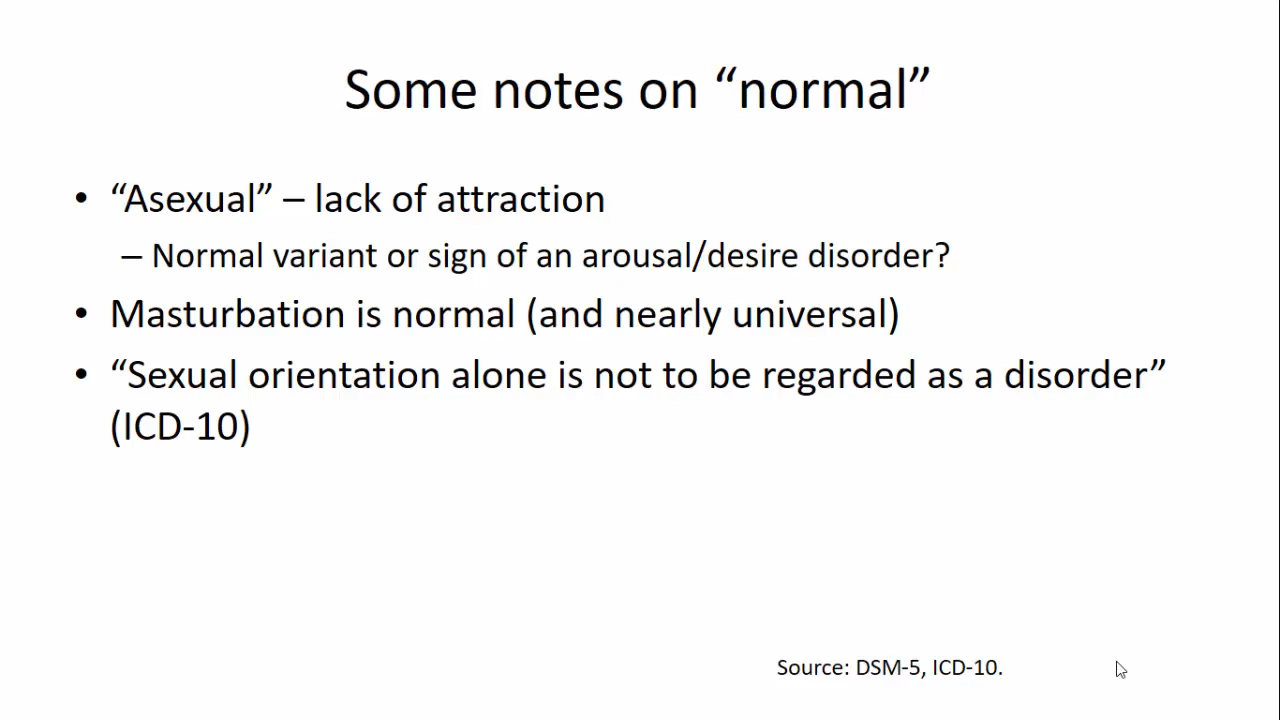 Some notes on “normal”
• “Asexual” – lack of attraction
– Normal variant or sign of an arousal/desire disorder?
• Masturbation is normal (and nearly universal)
• “Sexual orientation alone is not to be regarded as a disorder”
(ICD-10)
Source: DSM-5, ICD-10.